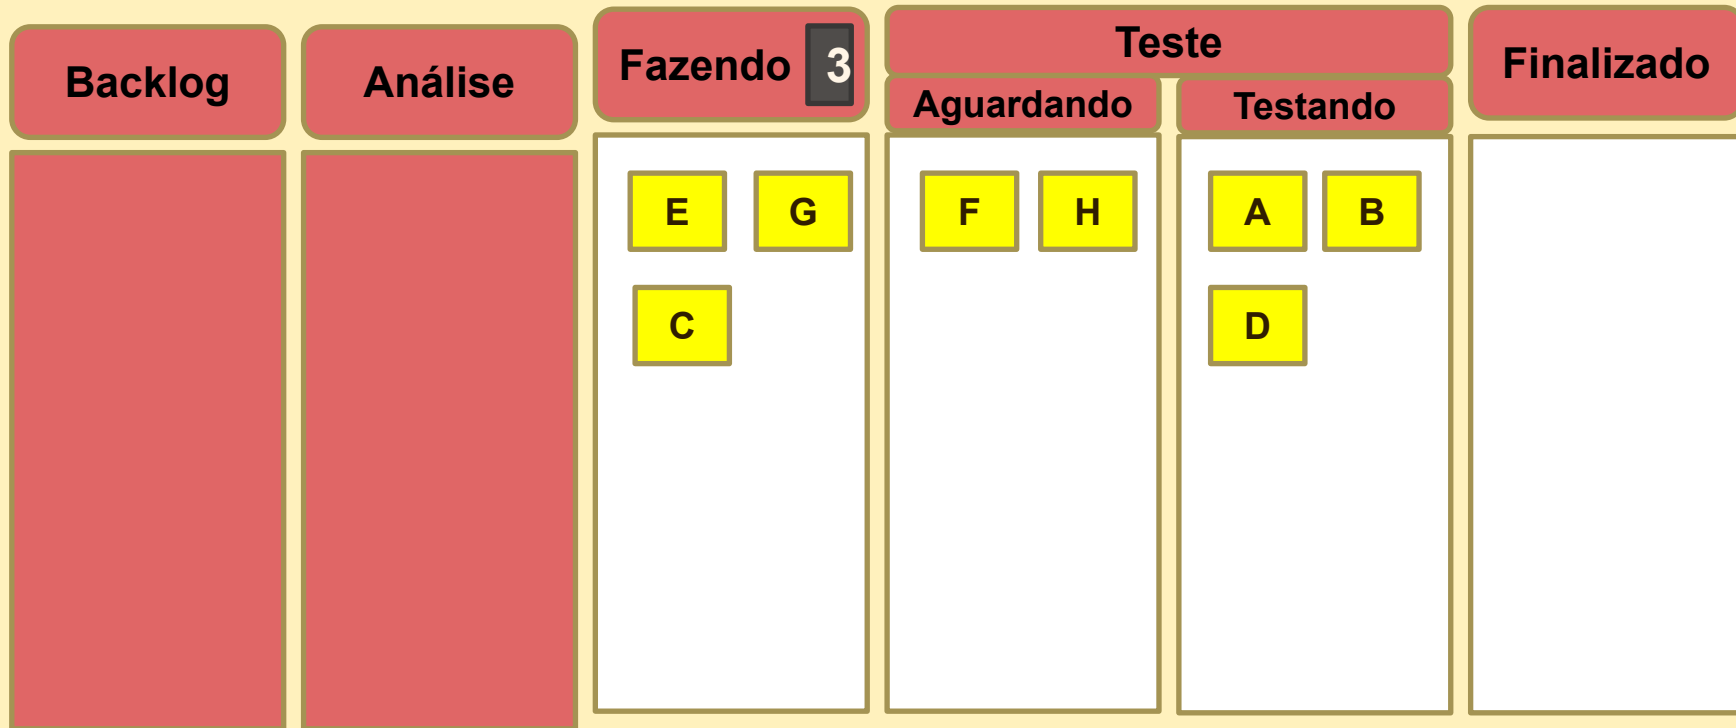 Backlog
Análise
Fazendo 3
Teste
Aguardando
Testando
Finalizado
E G
C
F H
A B
D